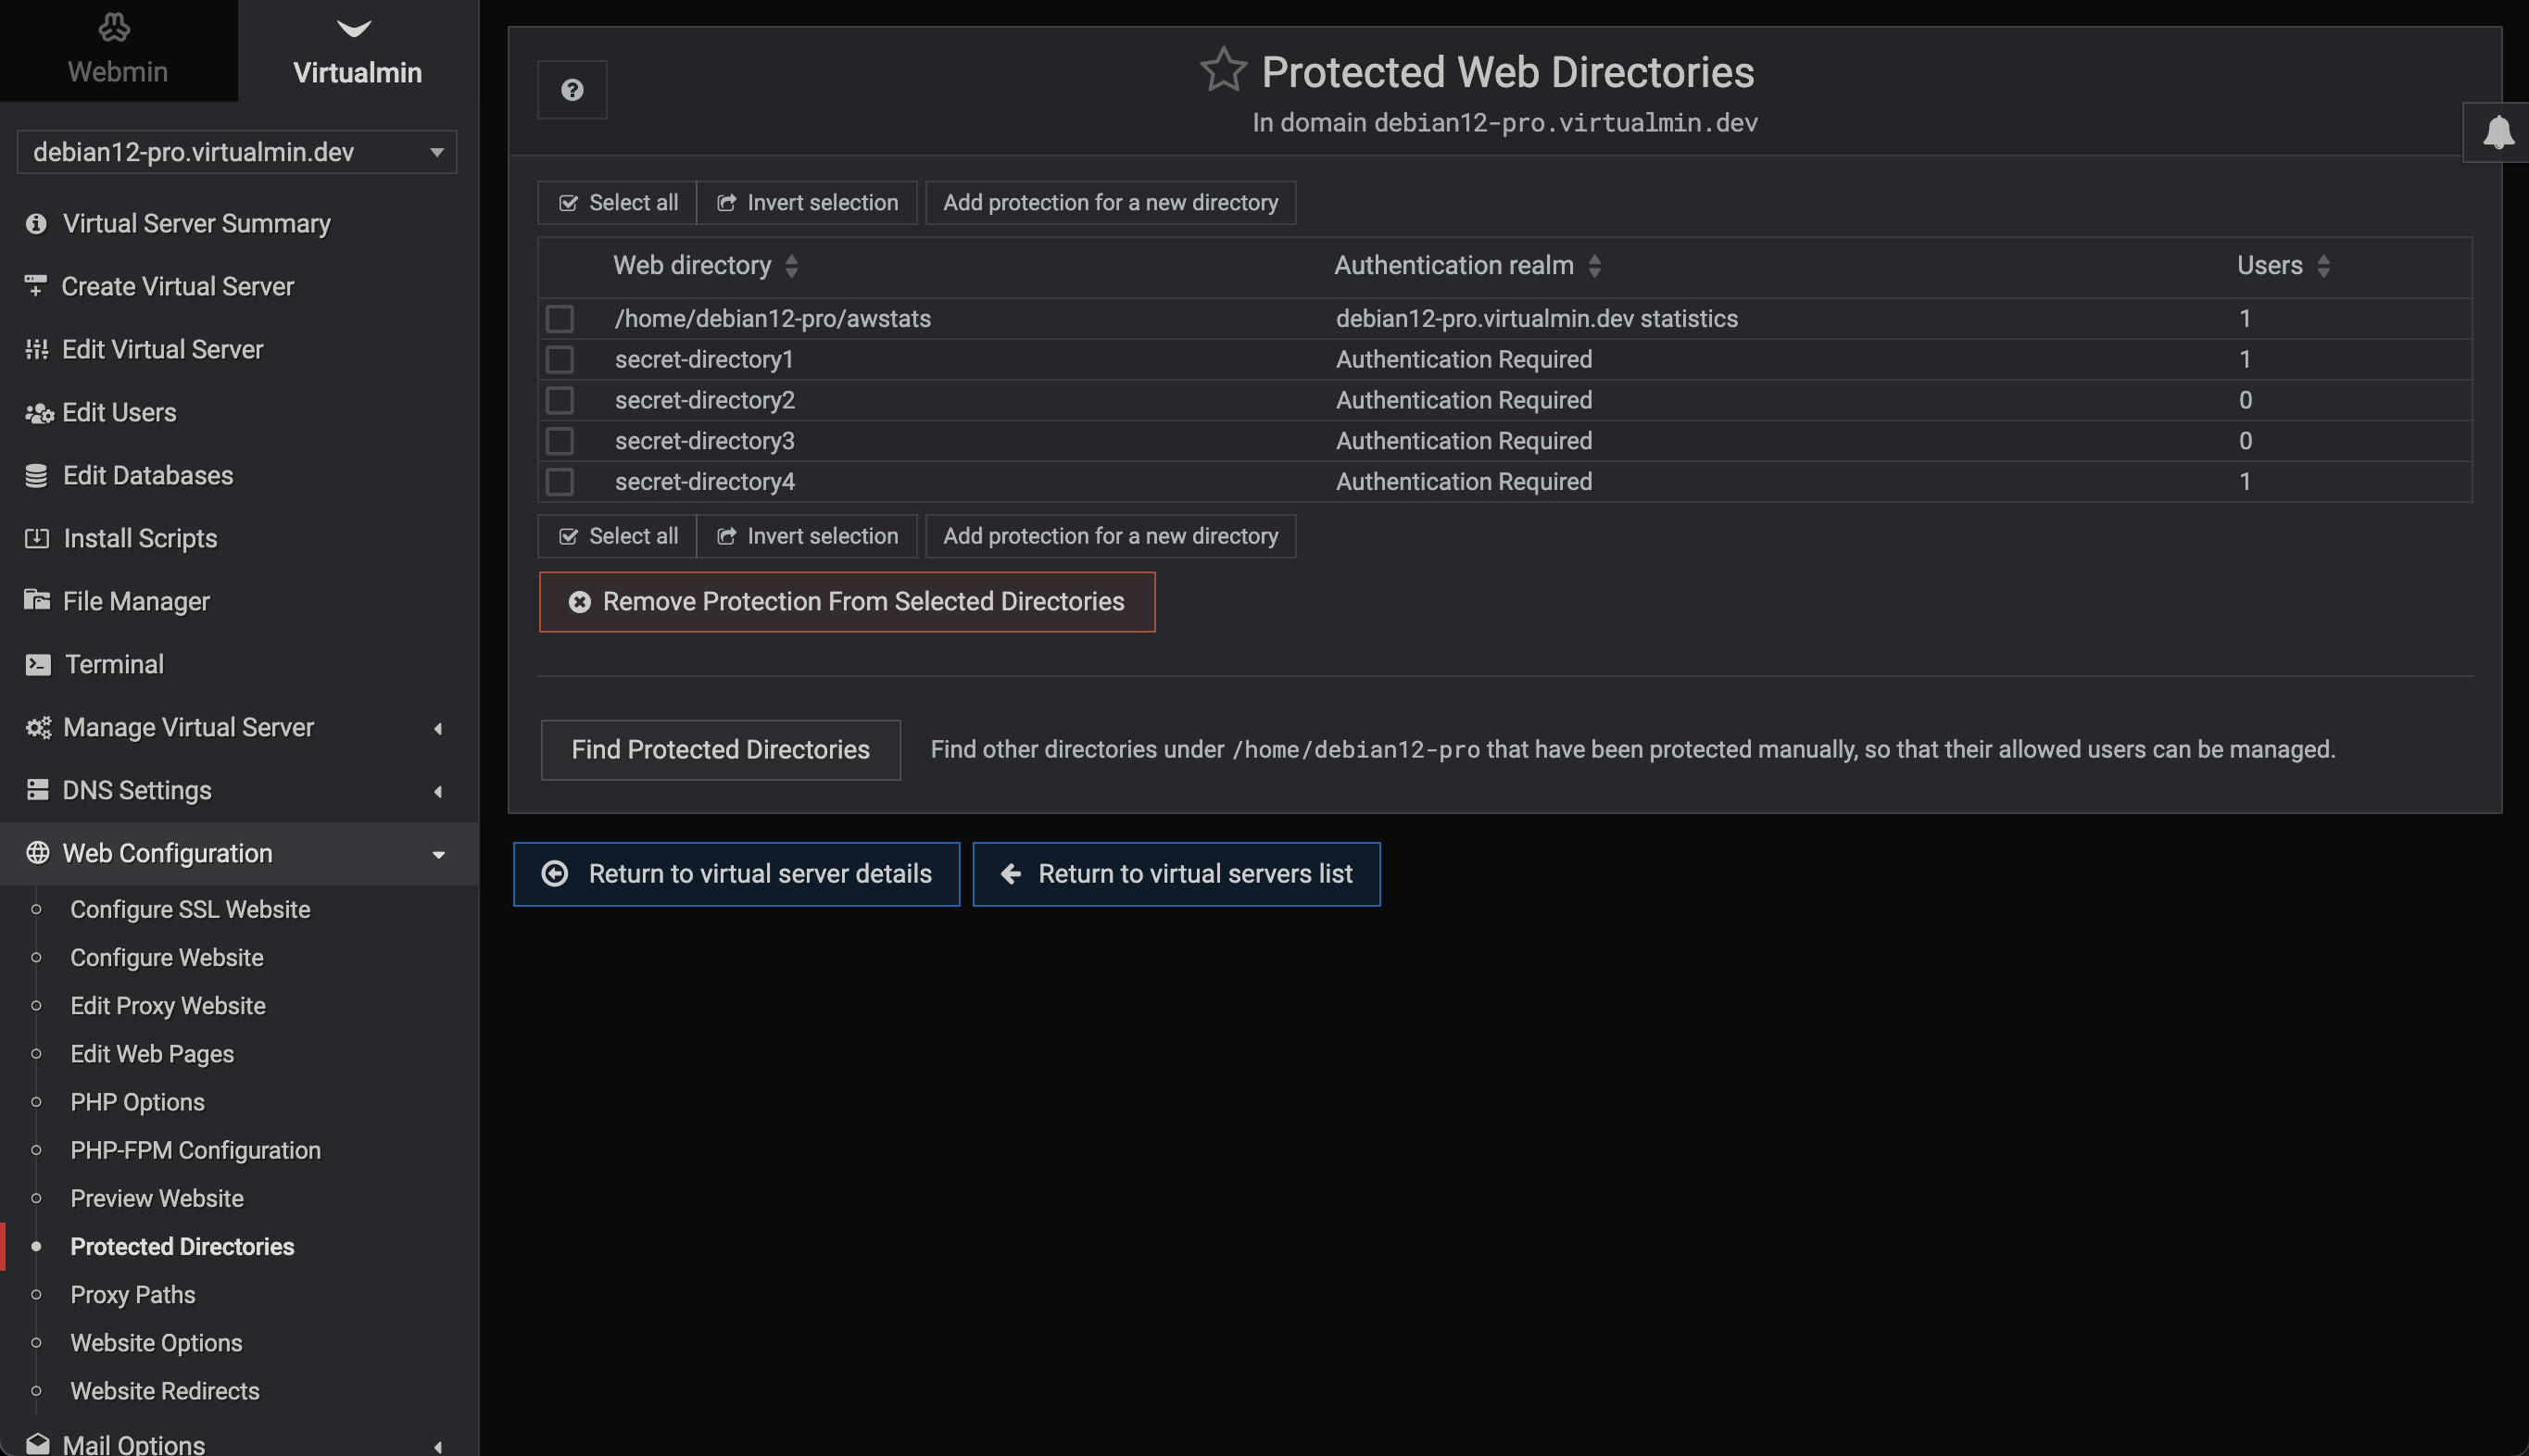 Webmin
Virtualmin
debian12-pro.virtualmin.dev
Virtual Server Summary
Create Virtual Server
Edit Virtual Server
Edit Users
Edit Databases
Install Scripts
File Manager
Terminal
Manage Virtual Server
DNS Settings
Web Configuration
Configure SSL Website
Configure Website
Edit Proxy Website
Edit Web Pages
PHP Options
PHP-FPM Configuration
Preview Website
Protected Directories
Proxy Paths
Website Options
Website Redirects
Mail Options
?
Protected Web Directories
In domain debian12-pro.virtualmin.dev
Select all Invert selection Add protection for a new directory
Web directory Authentication realm Users
/home/debian12-pro/awstats debian12-pro.virtualmin.dev statistics 1
secret-directory1 Authentication Required 1
secret-directory2 Authentication Required 0
secret-directory3 Authentication Required 0
secret-directory4 Authentication Required 1
Select all Invert selection Add protection for a new directory
Remove Protection From Selected Directories
Find Protected Directories Find other directories under /home/debian12-pro that have been protected manually, so that their allowed users can be managed.
Return to virtual server details Return to virtual servers list